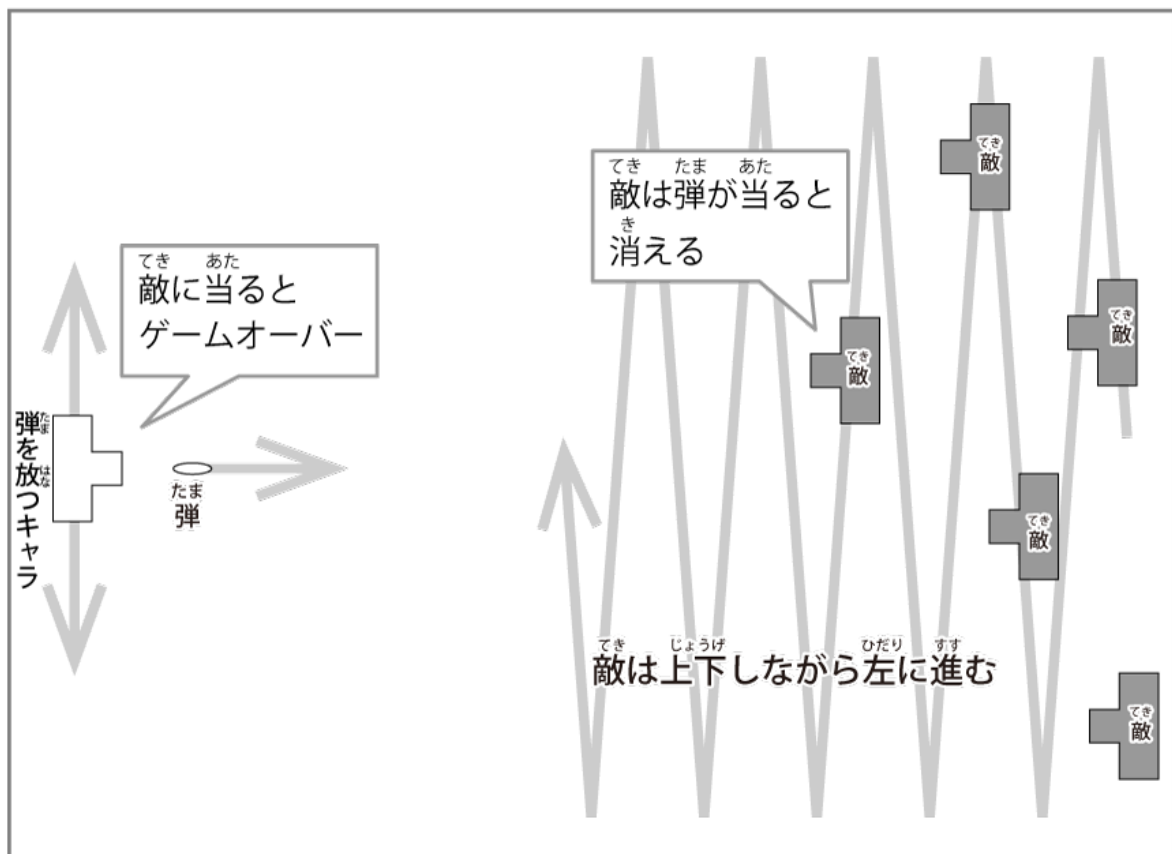 敵に当ると
ゲームオーバー
弾を放つキャラ
弾
敵は弾が当ると
消える
敵
敵
敵
敵
敵
敵は上下しながら左に進む